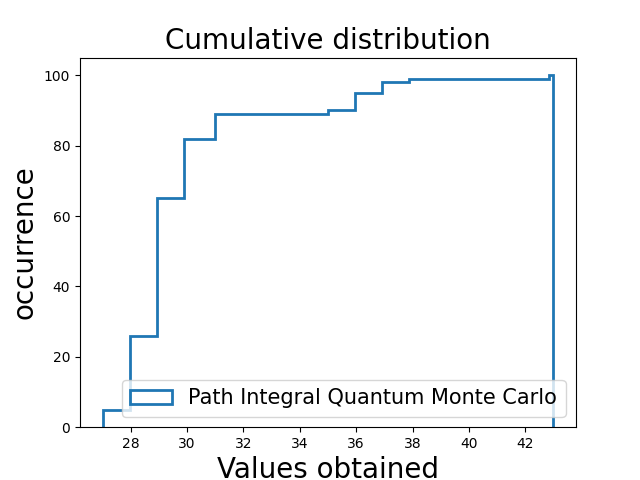 Cumulative distribution
100
80
60
40
20
0
occurrence
Path Integral Quantum Monte Carlo
28 30 32 34 36 38 40 42
Values obtained